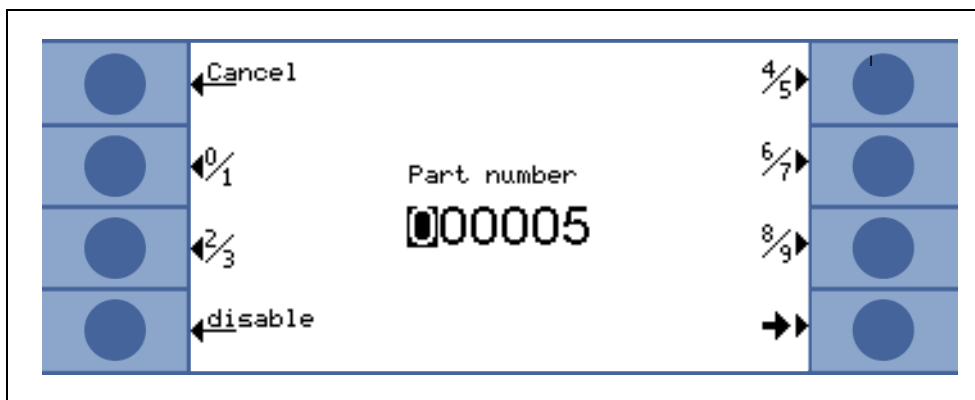 Cancel
4/5
0/1
Part number
6/7
000005
2/3
8/9
disable